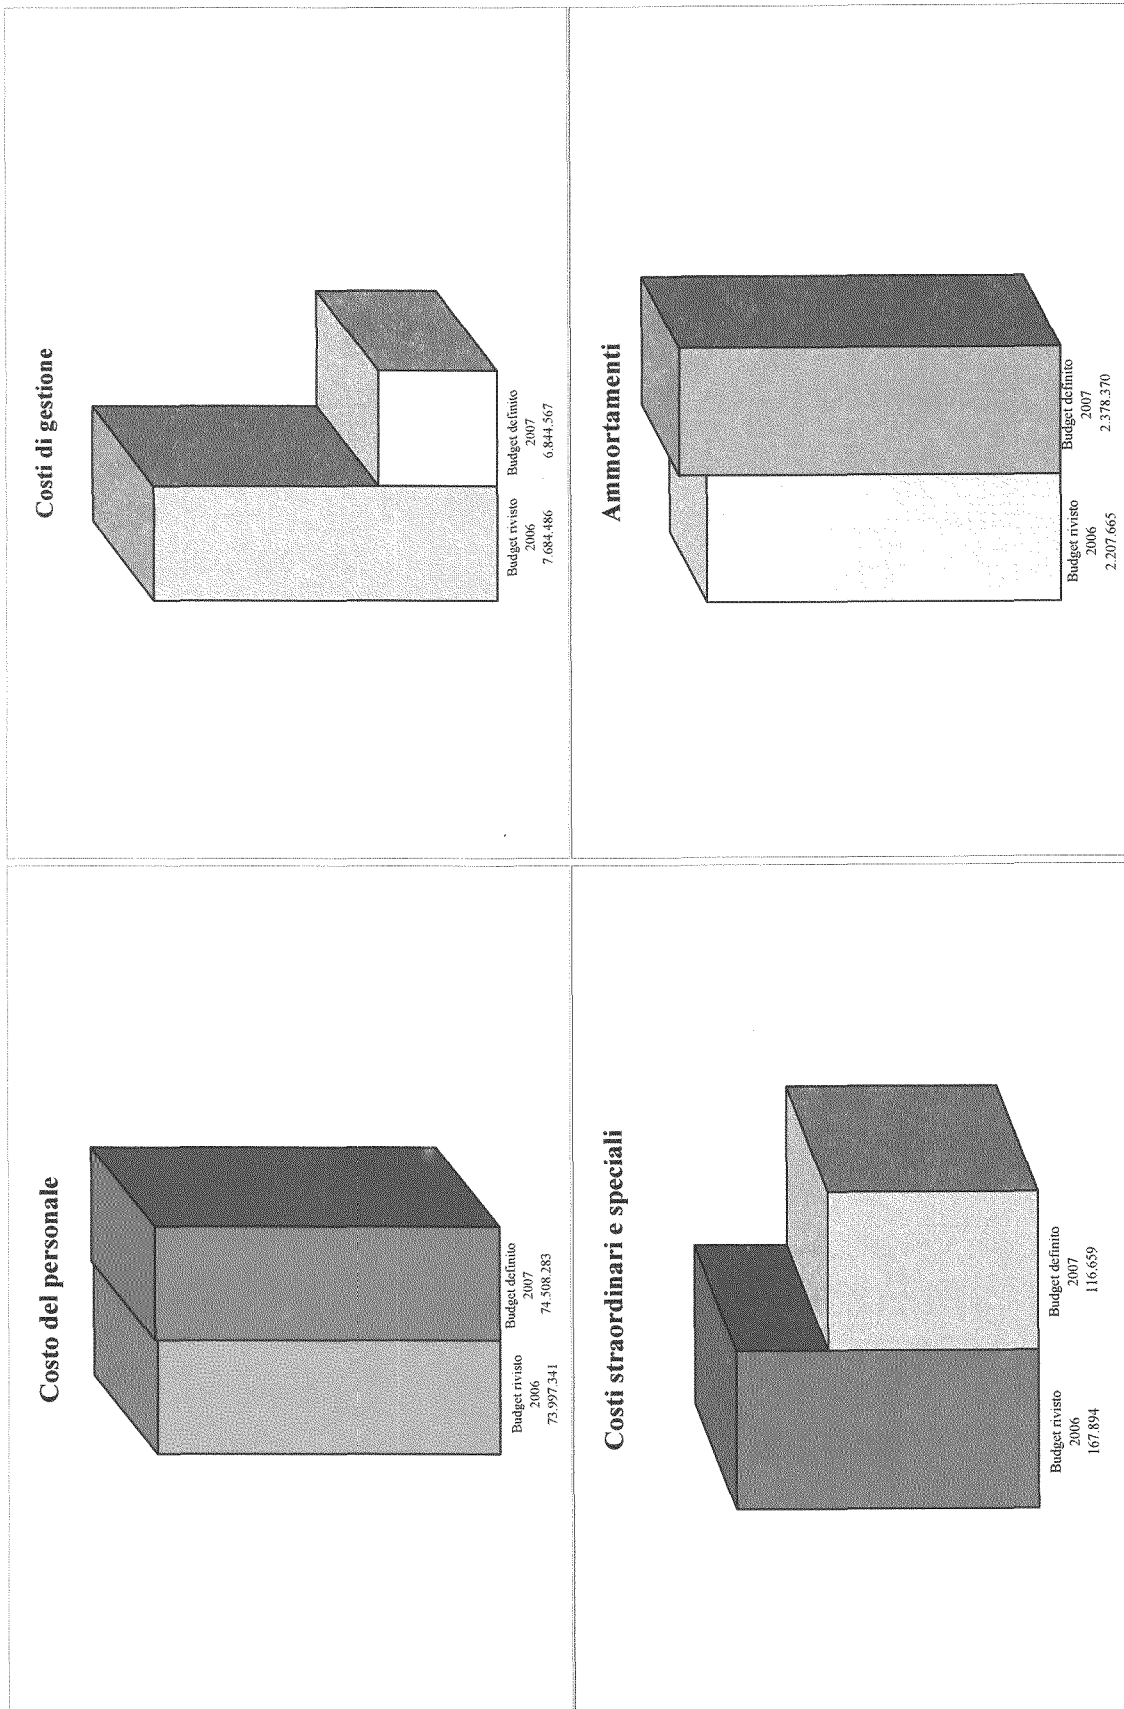 Costo del personale
Budget rivisto
2006
73.997.341
Budget definito
2007
74.508.283
Costi di gestione
Budget rivisto
2006
7.684.486
Budget definito
2007
6.844.567
Costi straordinari e speciali
Budget rivisto
2006
167.894
Budget definito
2007
116.659
Ammortamenti
Budget rivisto
2006
2.207.665
Budget definito
2007
2.378.370